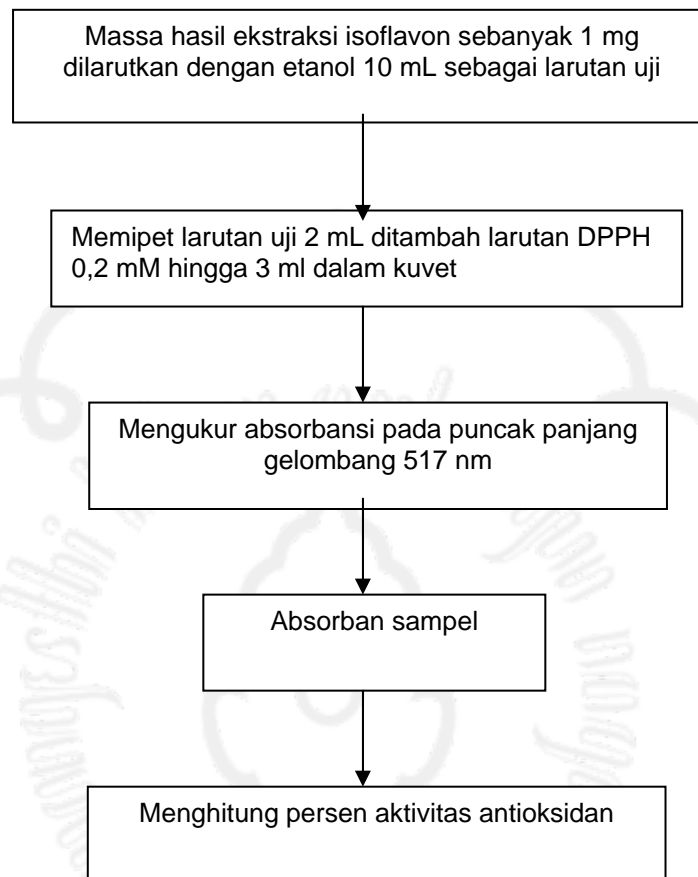 Massa hasil ekstraksi isoflavon sebanyak 1 mg
dilarutkan dengan etanol 10 mL sebagai larutan uji
Memipet larutan uji 2 mL ditambah larutan DPPH
0,2 mM hingga 3 ml dalam kuvet
Mengukur absorbansi pada puncak panjang
gelombang 517 nm
Absorban sampel
Menghitung persen aktivitas antioksidan